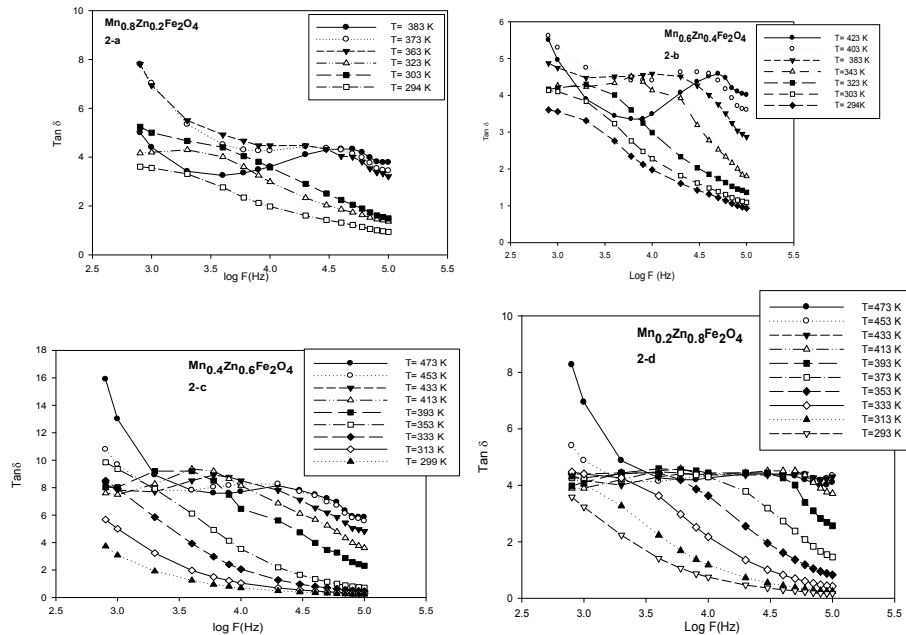 Mn0.8Zn0.2Fe2O4
2-a
T= 383 K
T= 373 K
T= 363 K
T= 323 K
T= 303 K
T= 294 K
Tan δ
10
8
6
4
2
0
2.5 3.0 3.5 4.0 4.5 5.0 5.5
log F(Hz)
Mn0.6Zn0.4Fe2O4
2-b
T= 423 K
T= 403 K
T= 383 K
T=343 K
T= 323 K
T=303 K
T= 294K
Tan δ
6
5
4
3
2
1
0
2.5 3.0 3.5 4.0 4.5 5.0 5.5
Log F(Hz)
Mn0.4Zn0.6Fe2O4
2-c
T= 473 K
T= 453 K
T= 433 K
T= 413 K
T=393 K
T=353 K
T=333 K
T=313 K
T=299 K
Tanδ
18
16
14
12
10
8
6
4
2
0
2.5 3.0 3.5 4.0 4.5 5.0 5.5
log F(Hz)
Mn0.2Zn0.8Fe2O4
2-d
T=473 K
T=453 K
T=433 K
T=413 K
T=393 K
T=373 K
T=353 K
T=333 K
T=313 K
T=293 K
Tan δ
10
8
6
4
2
0
2.5 3.0 3.5 4.0 4.5 5.0 5.5
Log F(Hz)